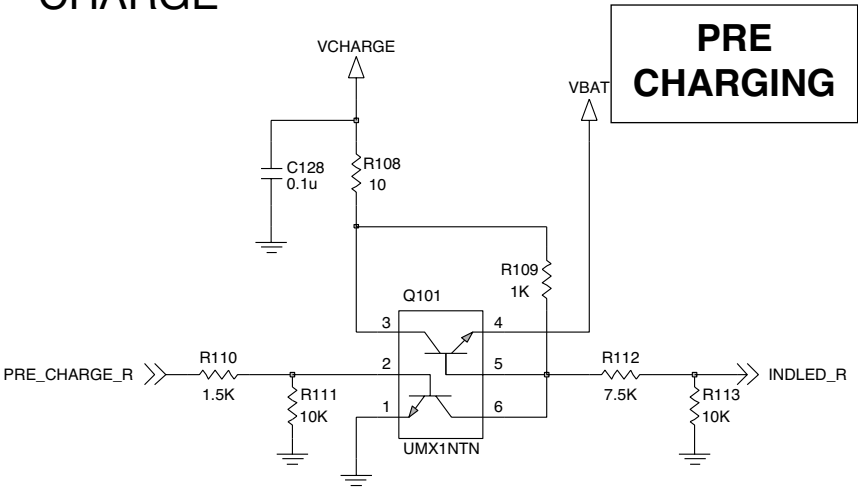 CHARGE
PRE
CHARGING
VCHARGE
VBAT
C128
0.1u
R108
10
R109
1K
Q101
3
4
PRE_CHARGE_R
R110
1.5K
2
5
R112
7.5K
INDLED_R
R111
10K
1
6
R113
10K
UMX1NTN